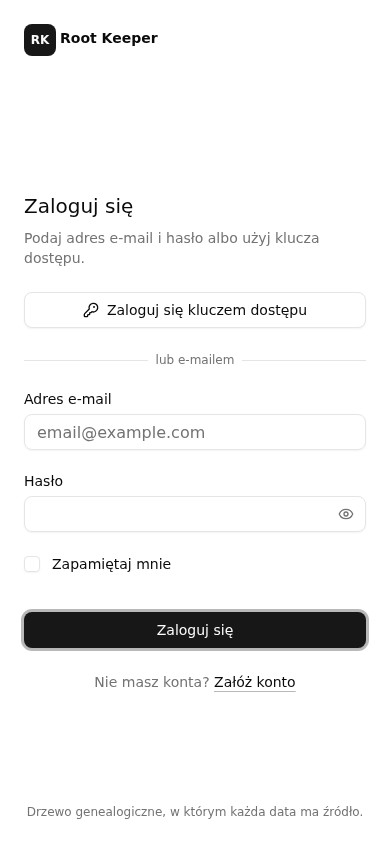 RK Root Keeper
Zaloguj się
Podaj adres e-mail i hasło albo użyj klucza
dostępu.
Zaloguj się kluczem dostępu
lub e-mailem
Adres e-mail
email@example.com
Hasło
Zapamiętaj mnie
Zaloguj się
Nie masz konta? Załóż konto
Drzewo genealogiczne, w którym każda data ma źródło.